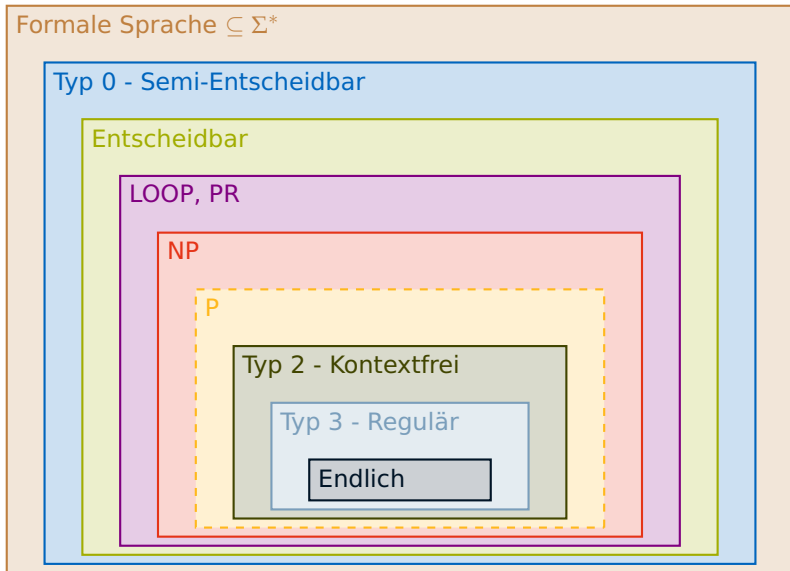 Formale Sprache ⊆ Σ*
Typ 0 - Semi-Entscheidbar
Entscheidbar
LOOP, PR
NP
P
Typ 2 - Kontextfrei
Typ 3 - Regulär
Endlich